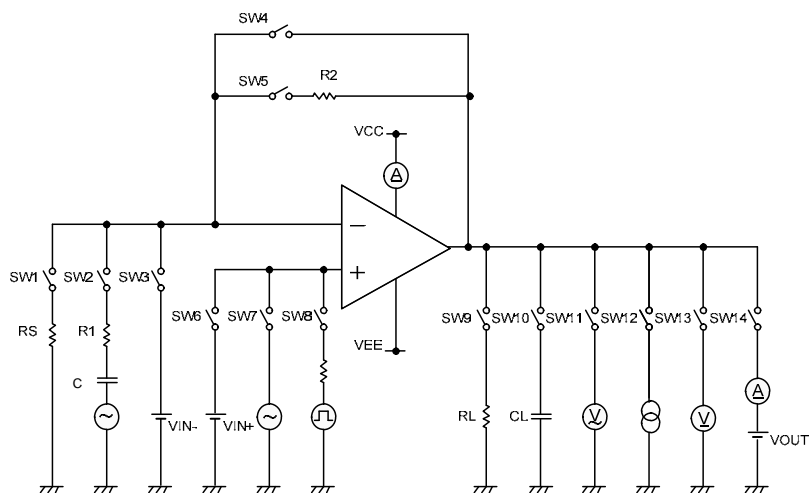 SW4
SW5
R2
VCC
A
−
+
SW1
SW2
SW3
SW6
SW7
SW8
VEE
SW9
SW10
SW11
SW12
SW13
SW14
RS
R1
C
VIN-
VIN+
RL
CL
V
V
A
VOUT